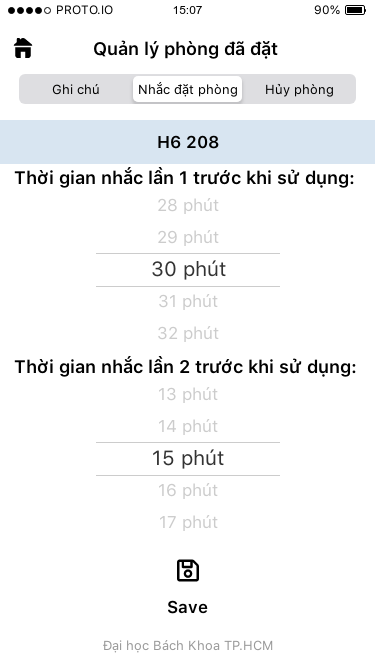 PROTO.IO 15:07 90%
Quản lý phòng đã đặt
Ghi chú Nhắc đặt phòng Hủy phòng
H6 208
Thời gian nhắc lần 1 trước khi sử dụng:
28 phút
29 phút
30 phút
31 phút
32 phút
Thời gian nhắc lần 2 trước khi sử dụng:
13 phút
14 phút
15 phút
16 phút
17 phút
Save
Đại học Bách Khoa TP.HCM